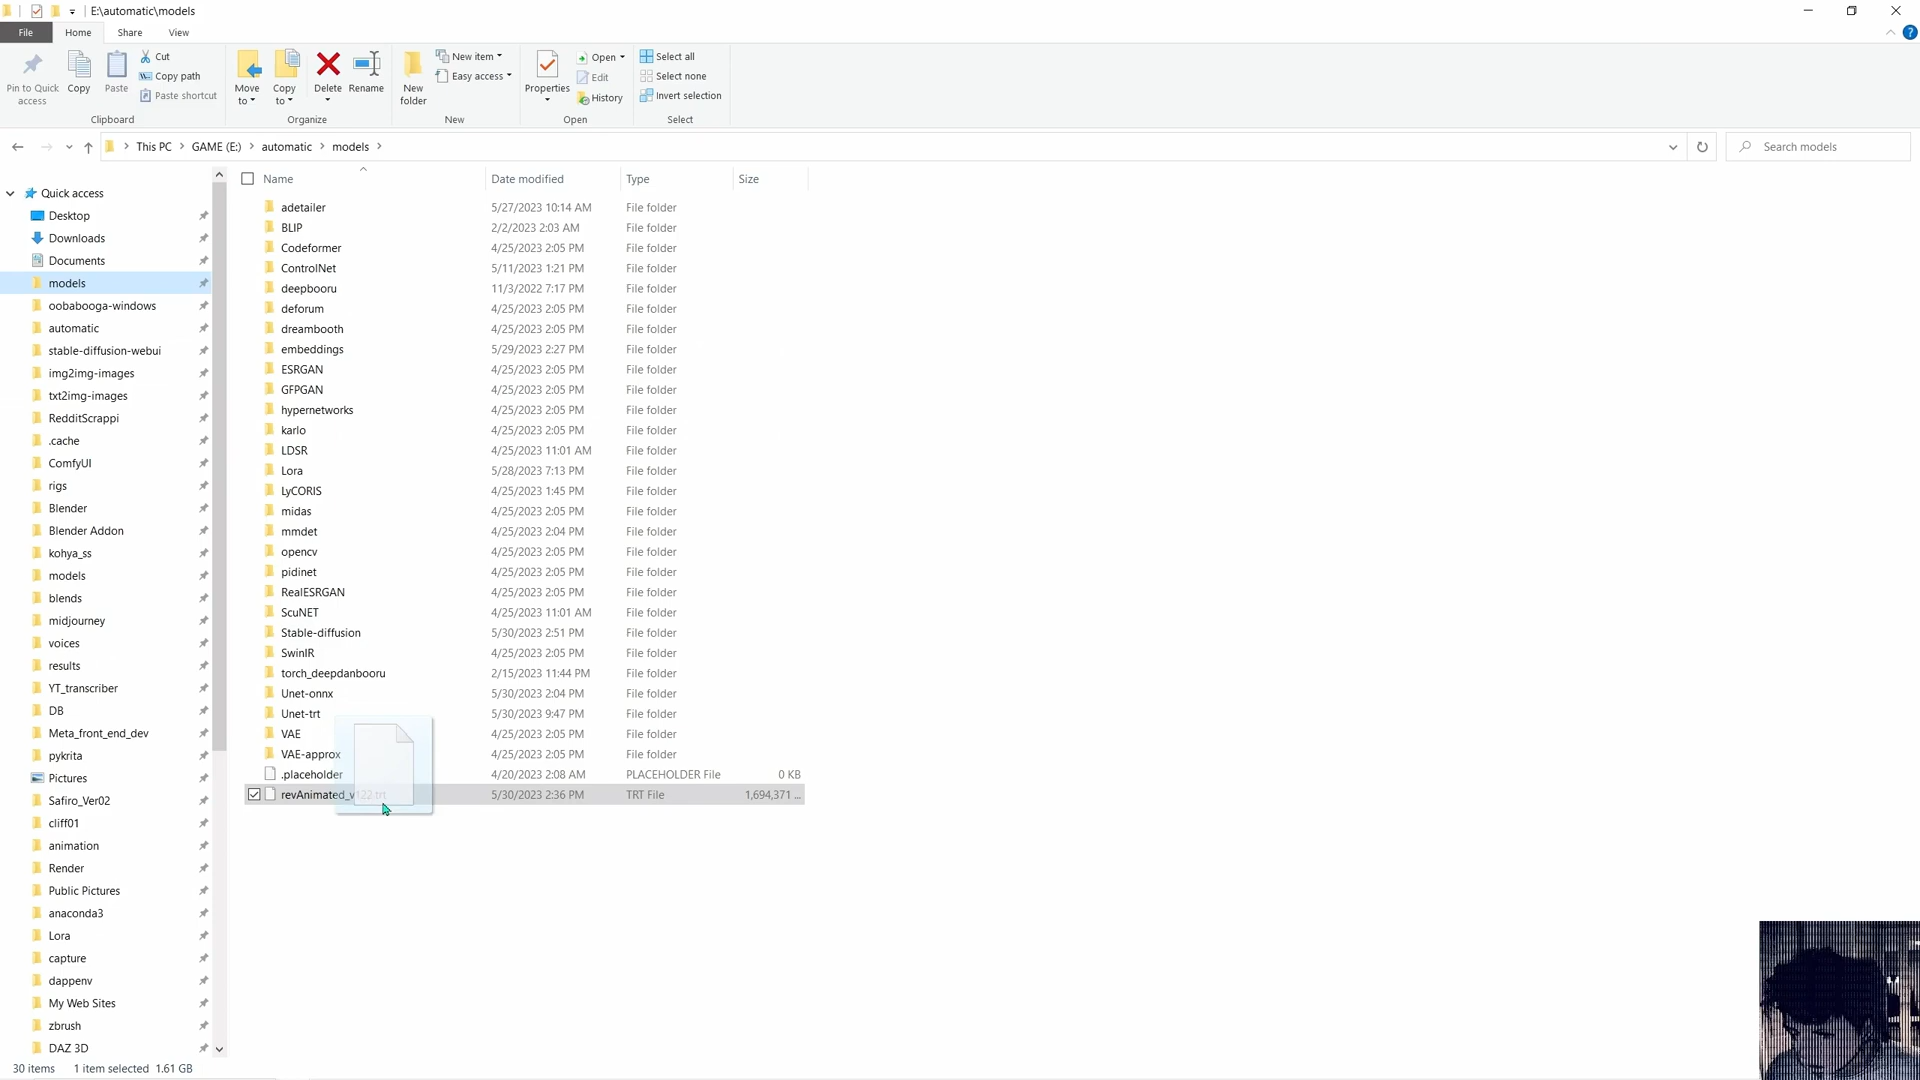 E:\automatic\models
File Home Share View
Pin to Quick access
Copy
Paste
Cut
Copy path
Paste shortcut
Clipboard
Move to
Copy to
Delete
Rename
Organize
New folder
New item
Easy access
New
Properties
Open
Edit
History
Open
Select all
Select none
Invert selection
Select
This PC > GAME (E:) > automatic > models >
Search models
Quick access
Desktop
Downloads
Documents
models
oobabooga-windows
automatic
stable-diffusion-webui
img2img-images
txt2img-images
RedditScrappi
.cache
ComfyUI
rigs
Blender
Blender Addon
kohya_ss
models
blends
midjourney
voices
results
YT_transcriber
DB
Meta_front_end_dev
pykrita
Pictures
Safiro_Ver02
cliff01
animation
Render
Public Pictures
anaconda3
Lora
capture
dappenv
My Web Sites
zbrush
DAZ 3D
Name Date modified Type Size
adetailer 5/27/2023 10:14 AM File folder
BLIP 2/2/2023 2:03 AM File folder
Codeformer 4/25/2023 2:05 PM File folder
ControlNet 5/11/2023 1:21 PM File folder
deepbooru 11/3/2022 7:17 PM File folder
deforum 4/25/2023 2:05 PM File folder
dreambooth 4/25/2023 2:05 PM File folder
embeddings 5/29/2023 2:27 PM File folder
ESRGAN 4/25/2023 2:05 PM File folder
GFPGAN 4/25/2023 2:05 PM File folder
hypernetworks 4/25/2023 2:05 PM File folder
karlo 4/25/2023 2:05 PM File folder
LDSR 4/25/2023 11:01 AM File folder
Lora 5/28/2023 7:13 PM File folder
LyCORIS 4/25/2023 1:45 PM File folder
midas 4/25/2023 2:05 PM File folder
mmdet 4/25/2023 2:04 PM File folder
opencv 4/25/2023 2:05 PM File folder
pidinet 4/25/2023 2:05 PM File folder
RealESRGAN 4/25/2023 2:05 PM File folder
ScuNET 4/25/2023 11:01 AM File folder
Stable-diffusion 5/30/2023 2:51 PM File folder
SwinIR 4/25/2023 2:05 PM File folder
torch_deepdanbooru 2/15/2023 11:44 PM File folder
Unet-onnx 5/30/2023 2:04 PM File folder
Unet-trt 5/30/2023 9:47 PM File folder
VAE 4/25/2023 2:05 PM File folder
VAE-approx 4/25/2023 2:05 PM File folder
.placeholder 4/20/2023 2:08 AM PLACEHOLDER File 0 KB
revAnimated_v122.trt 5/30/2023 2:36 PM TRT File 1,694,371 ...
30 items 1 item selected 1.61 GB